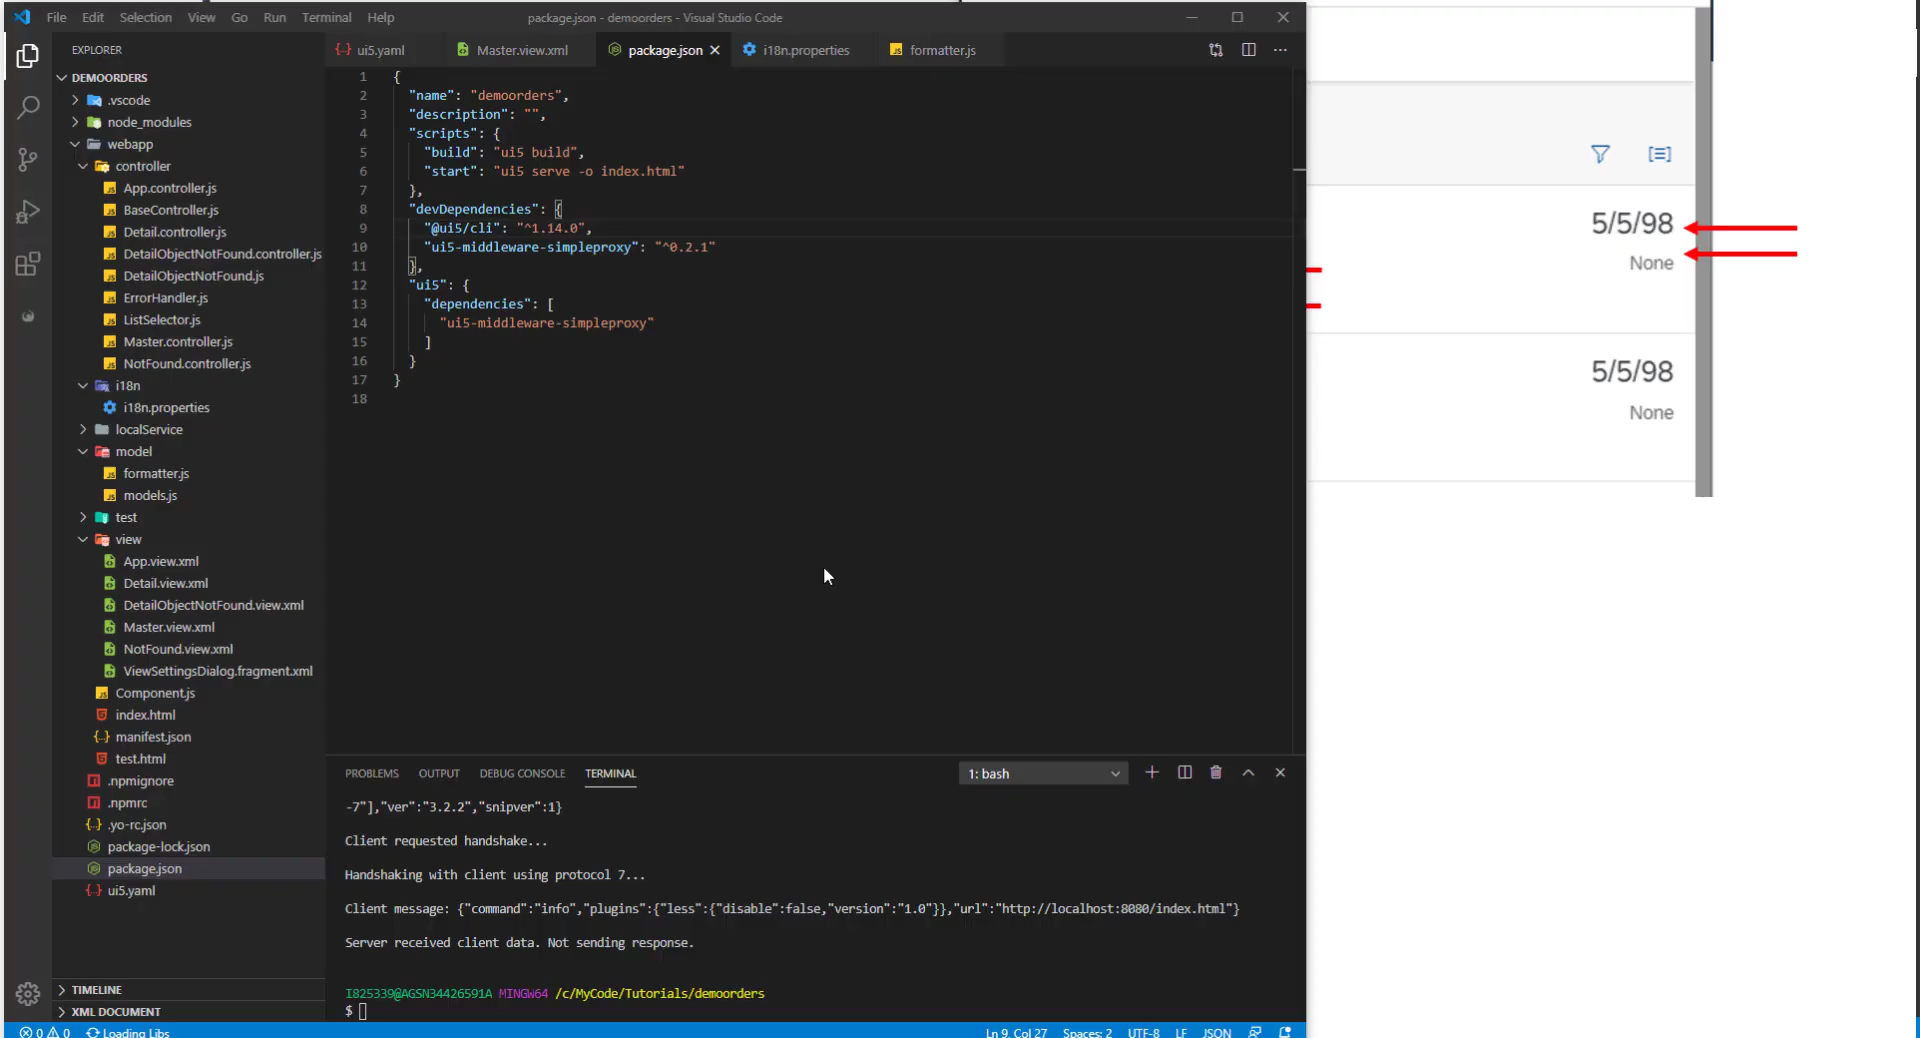 File Edit Selection View Go Run Terminal Help
package.json - demoorders - Visual Studio Code
EXPLORER
DEMOORDERS
.vscode
node_modules
webapp
controller
App.controller.js
BaseController.js
Detail.controller.js
DetailObjectNotFound.controller.js
DetailObjectNotFound.js
ErrorHandler.js
ListSelector.js
Master.controller.js
NotFound.controller.js
i18n
i18n.properties
localService
model
formatter.js
models.js
test
view
App.view.xml
Detail.view.xml
DetailObjectNotFound.view.xml
Master.view.xml
NotFound.view.xml
ViewSettingsDialog.fragment.xml
Component.js
index.html
manifest.json
test.html
.npmignore
.npmrc
.yo-rc.json
package-lock.json
package.json
ui5.yaml
TIMELINE
XML DOCUMENT
ui5.yaml Master.view.xml package.json i18n.properties formatter.js
1 {
2 "name": "demoorders",
3 "description": "",
4 "scripts": {
5 "build": "ui5 build",
6 "start": "ui5 serve -o index.html"
7 },
8 "devDependencies": {
9 "@ui5/cli": "^1.14.0",
10 "ui5-middleware-simpleproxy": "^0.2.1"
11 },
12 "ui5": {
13 "dependencies": [
14 "ui5-middleware-simpleproxy"
15 ]
16 }
17 }
18
PROBLEMS OUTPUT DEBUG CONSOLE TERMINAL 1: bash
-7"],"ver":"3.2.2","snipver":1}
Client requested handshake...
Handshaking with client using protocol 7...
Client message: {"command":"info","plugins":{"less":{"disable":false,"version":"1.0"}},"url":"http://localhost:8080/index.html"}
Server received client data. Not sending response.
I825339@AGSN34426591A MINGW64 /c/MyCode/Tutorials/demoorders
$
0 0 Loading Libs Ln 9, Col 27 Spaces: 2 UTF-8 LF JSON
5/5/98
None
5/5/98
None